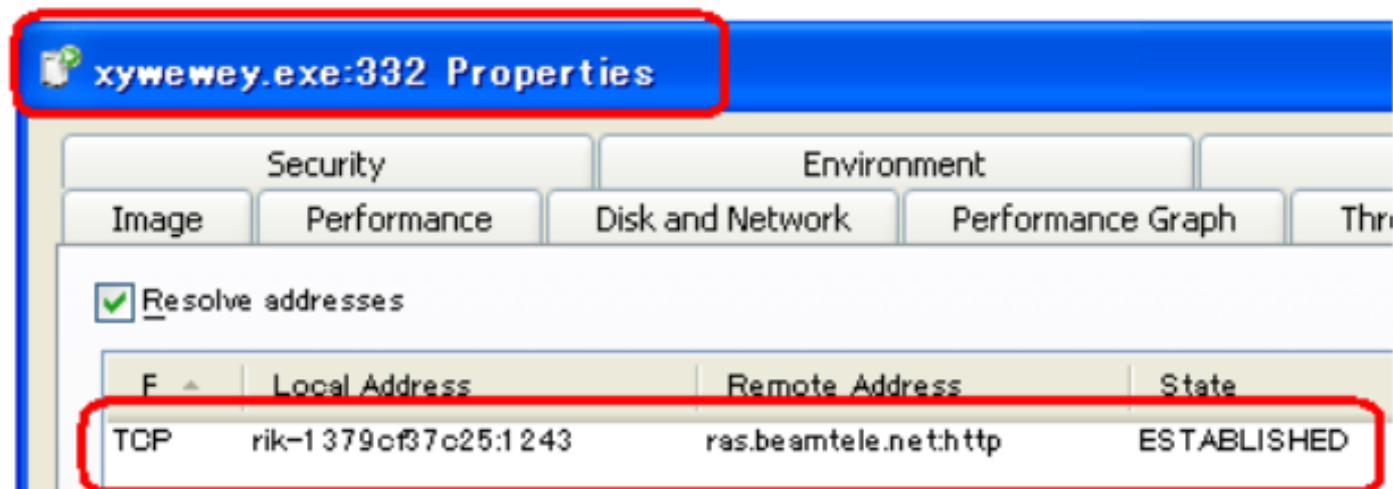 xywewey.exe:332 Properties
Security Environment
Image Performance Disk and Network Performance Graph
Resolve addresses
Local Address Remote Address State
TCP rik-1379cf37c25:1243 ras.beamtele.net:http ESTABLISHED